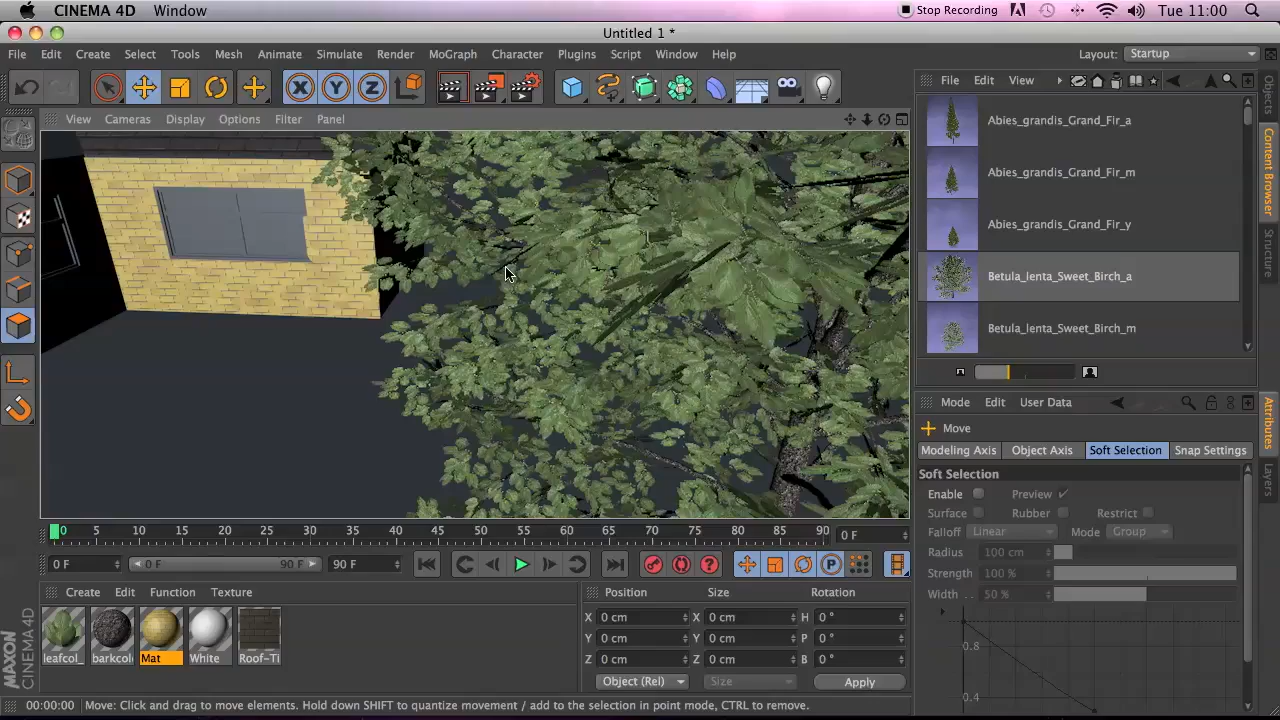 CINEMA 4D Window Stop Recording Tue 11:00
Untitled 1 *
File Edit Create Select Tools Mesh Animate Simulate Render MoGraph Character Plugins Script Window Help Layout: Startup
File Edit View
View Cameras Display Options Filter Panel
Abies_grandis_Grand_Fir_a
Abies_grandis_Grand_Fir_m
Abies_grandis_Grand_Fir_y
Betula_lenta_Sweet_Birch_a
Betula_lenta_Sweet_Birch_m
Objects
Content Browser
Structure
Mode Edit User Data
Move
Modeling Axis Object Axis Soft Selection Snap Settings
Soft Selection
Enable Preview
Surface Rubber Restrict
Falloff Linear Mode Group
Radius 100 cm
Strength 100 %
Width . . 50 %
0.8
0.4
Attributes
Layers
0 5 10 15 20 25 30 35 40 45 50 55 60 65 70 75 80 85 90 0 F
0 F 0 F 90 F 90 F
Create Edit Function Texture
leafcol_ barkcol Mat White Roof-Ti
Position Size Rotation
X 0 cm X 0 cm H 0 °
Y 0 cm Y 0 cm P 0 °
Z 0 cm Z 0 cm B 0 °
Object (Rel) Size Apply
MAXON
CINEMA 4D
00:00:00 Move: Click and drag to move elements. Hold down SHIFT to quantize movement / add to the selection in point mode, CTRL to remove.